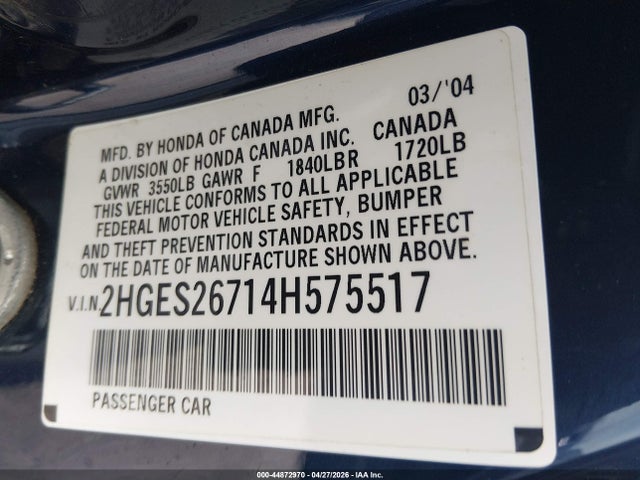 03/'04
MFD. BY HONDA OF CANADA MFG.
A DIVISION OF HONDA CANADA INC. CANADA
GVWR 3550LB GAWR F 1840LBR 1720LB
THIS VEHICLE CONFORMS TO ALL APPLICABLE
FEDERAL MOTOR VEHICLE SAFETY, BUMPER
AND THEFT PREVENTION STANDARDS IN EFFECT
ON THE DATE OF MANUFACTURE SHOWN ABOVE.
V.I.N. 2HGES26714H575517
PASSENGER CAR
000-44872970 - 04/27/2026 - Copyright IAA, Inc.